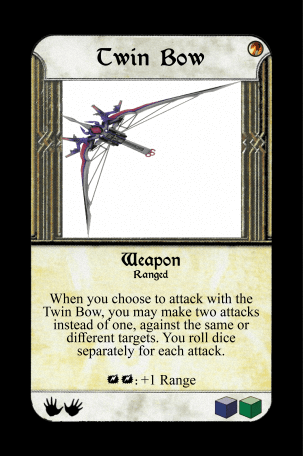 Twin Bow
Weapon
Ranged
When you choose to attack with the
Twin Bow, you may make two attacks
instead of one, against the same or
different targets. You roll dice
separately for each attack.
: +1 Range